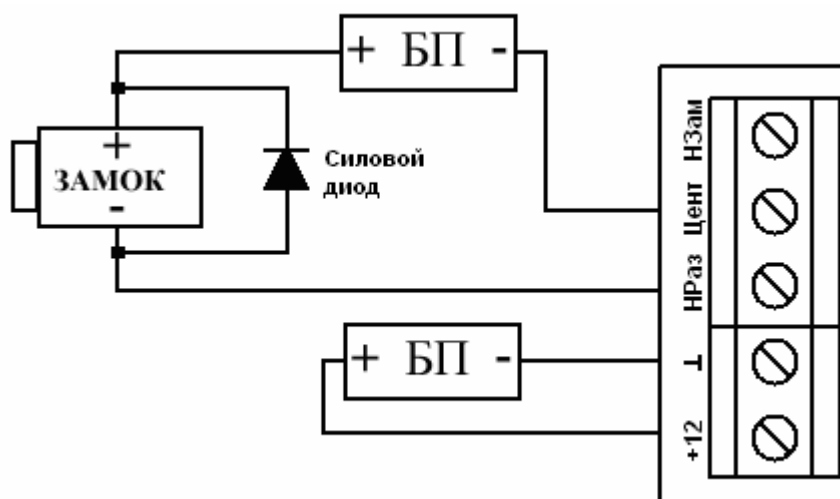 + БП -
+
ЗАМОК
-
Силовой
диод
НЗам
Цент
НРаз
+ БП -
⊥
+12